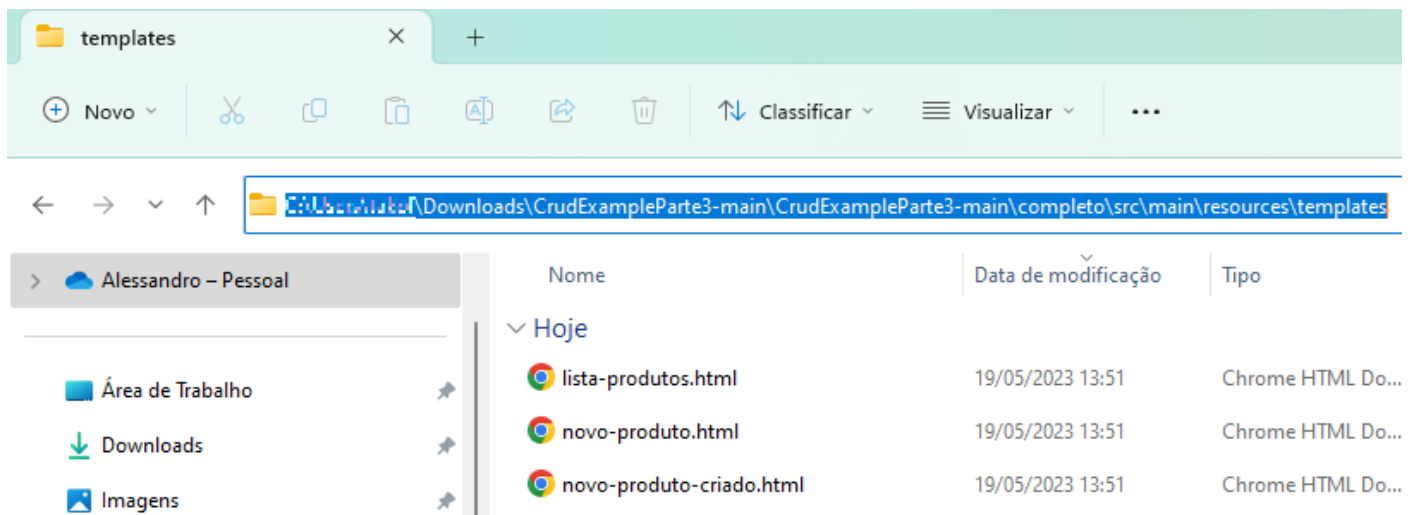 templates
Novo
Classificar
Visualizar
\Downloads\CrudExampleParte3-main\CrudExampleParte3-main\completo\src\main\resources\templates
Alessandro – Pessoal
Nome Data de modificação Tipo
Hoje
Área de Trabalho
Downloads
Imagens
lista-produtos.html 19/05/2023 13:51 Chrome HTML Do...
novo-produto.html 19/05/2023 13:51 Chrome HTML Do...
novo-produto-criado.html 19/05/2023 13:51 Chrome HTML Do...